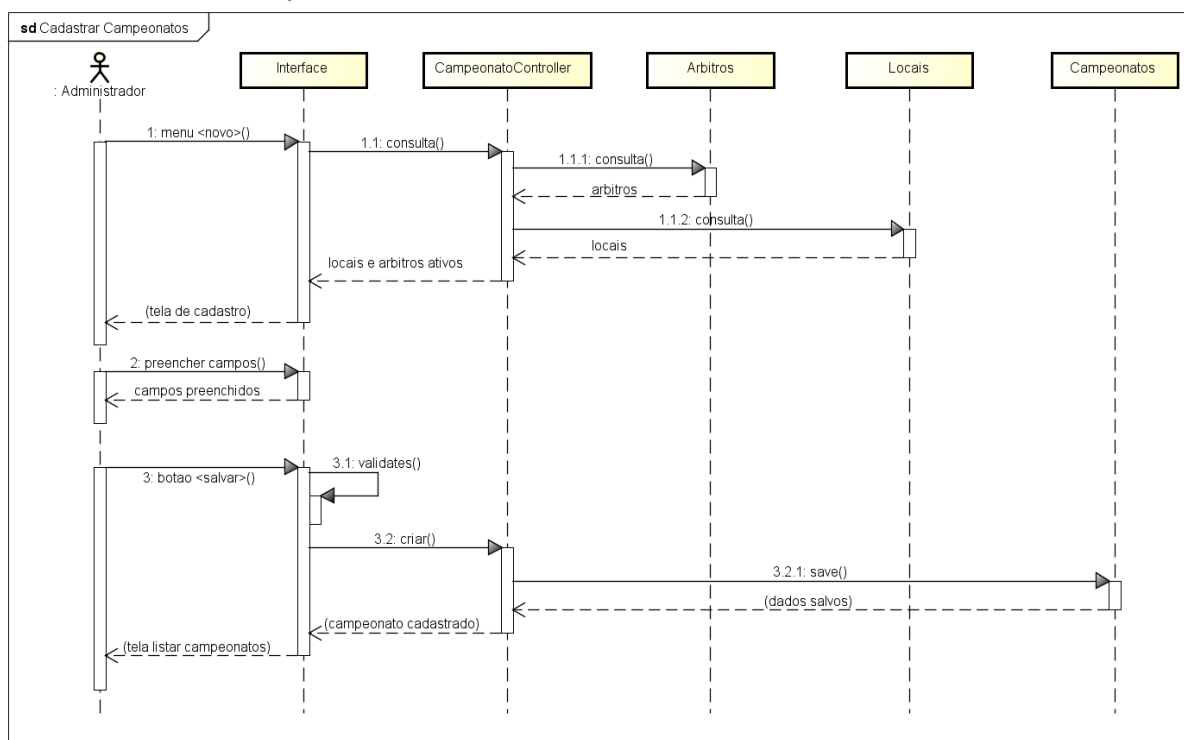 sd Cadastrar Campeonatos
: Administrador
Interface
CampeonatoController
Arbitros
Locais
Campeonatos
1: menu <novo>()
1.1: consulta()
1.1.1: consulta()
arbitros
1.1.2: consulta()
locais
locais e arbitros ativos
(tela de cadastro)
2: preencher campos()
campos preenchidos
3: botao <salvar>()
3.1: validates()
3.2: criar()
3.2.1: save()
(dados salvos)
(campeonato cadastrado)
(tela listar campeonatos)